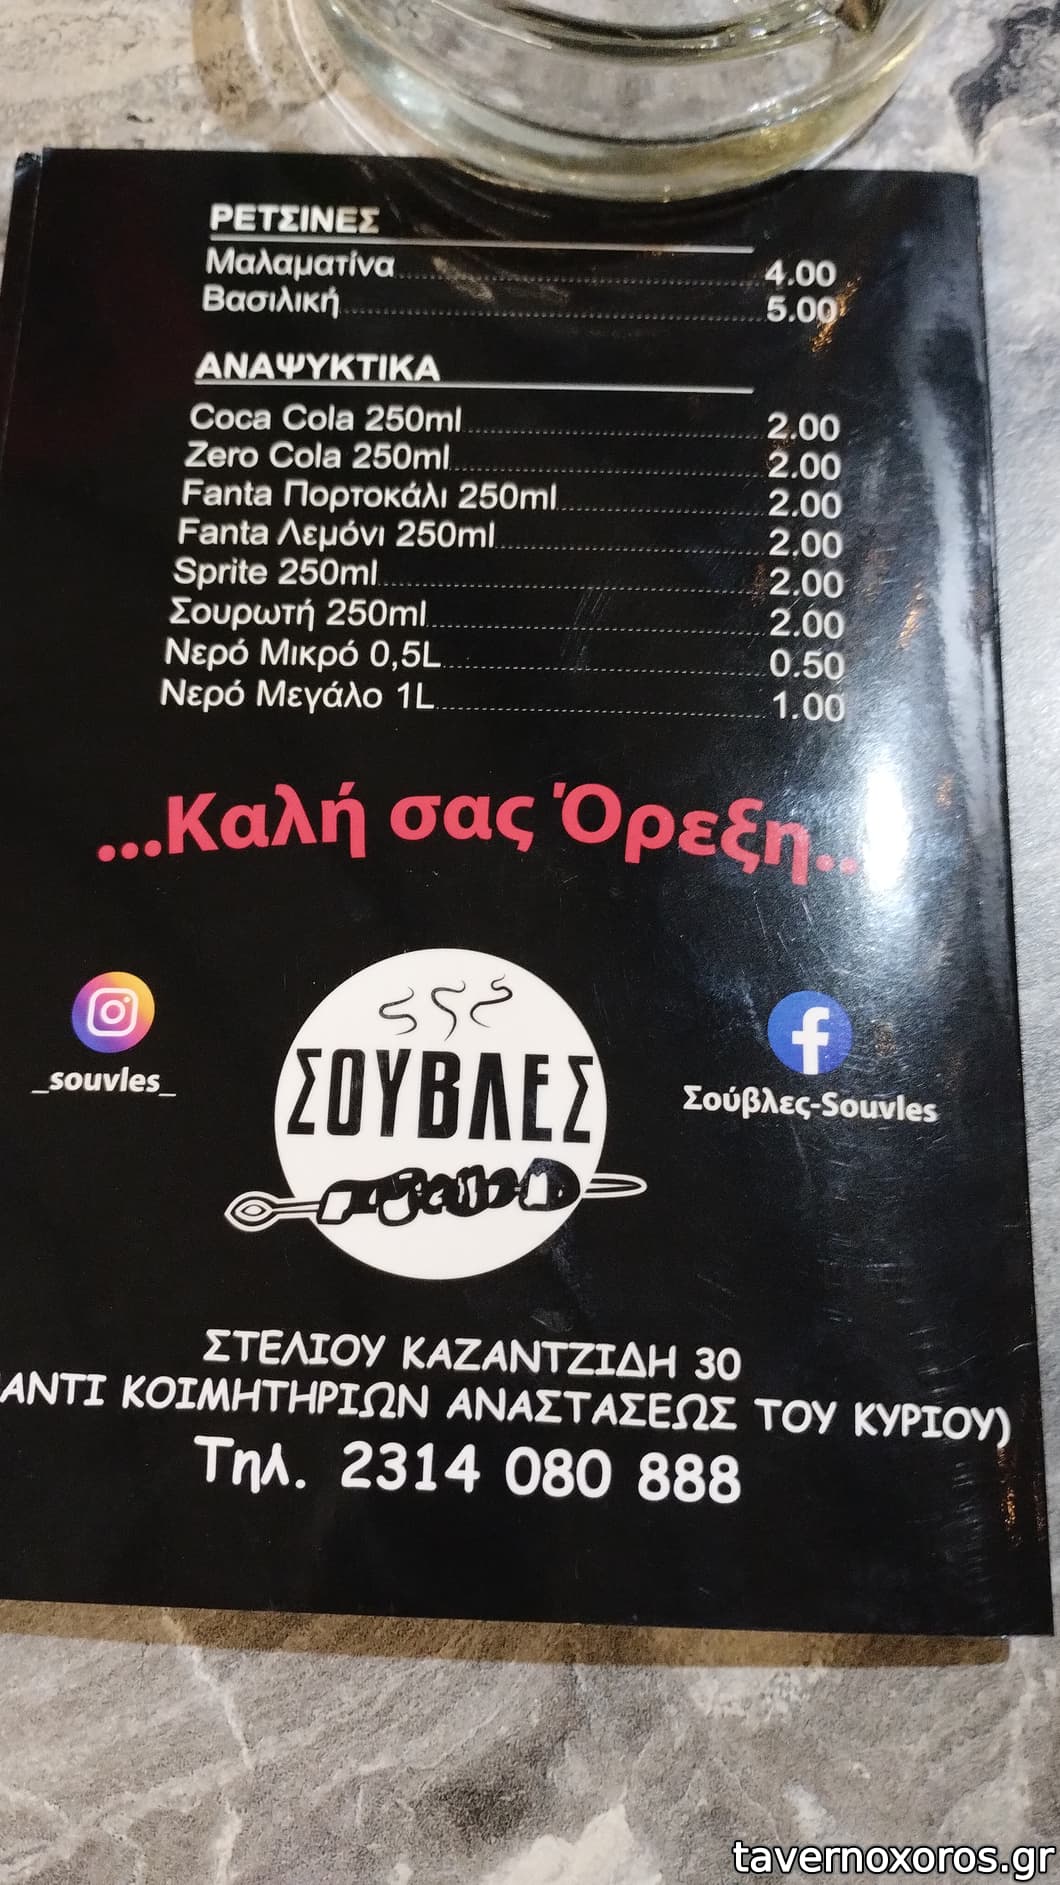 ΡΕΤΣΙΝΕΣ
Μαλαματίνα 4.00
Βασιλική 5.00
ΑΝΑΨΥΚΤΙΚΑ
Coca Cola 250ml 2.00
Zero Cola 250ml 2.00
Fanta Πορτοκάλι 250ml 2.00
Fanta Λεμόνι 250ml 2.00
Sprite 250ml 2.00
Σουρωτή 250ml 2.00
Νερό Μικρό 0,5L 0.50
Νερό Μεγάλο 1L 1.00
...Καλή σας Όρεξη...
_souvles_
ΣΟΥΒΛΕΣ
Σούβλες-Souvles
ΣΤΕΛΙΟΥ ΚΑΖΑΝΤΖΙΔΗ 30
ΑΝΤΙ ΚΟΙΜΗΤΗΡΙΩΝ ΑΝΑΣΤΑΣΕΩΣ ΤΟΥ ΚΥΡΙΟΥ)
Τηλ. 2314 080 888
tavernoxoros.gr